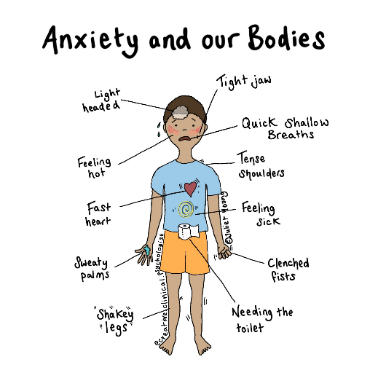 Anxiety and our Bodies
Tight jaw
Light
headed
Quick Shallow
Breaths
Feeling
hot
Tense
shoulders
Fast
heart
Feeling
sick
Sweaty
palms
Clenched
fists
"Shakey
legs"
Needing the
toilet